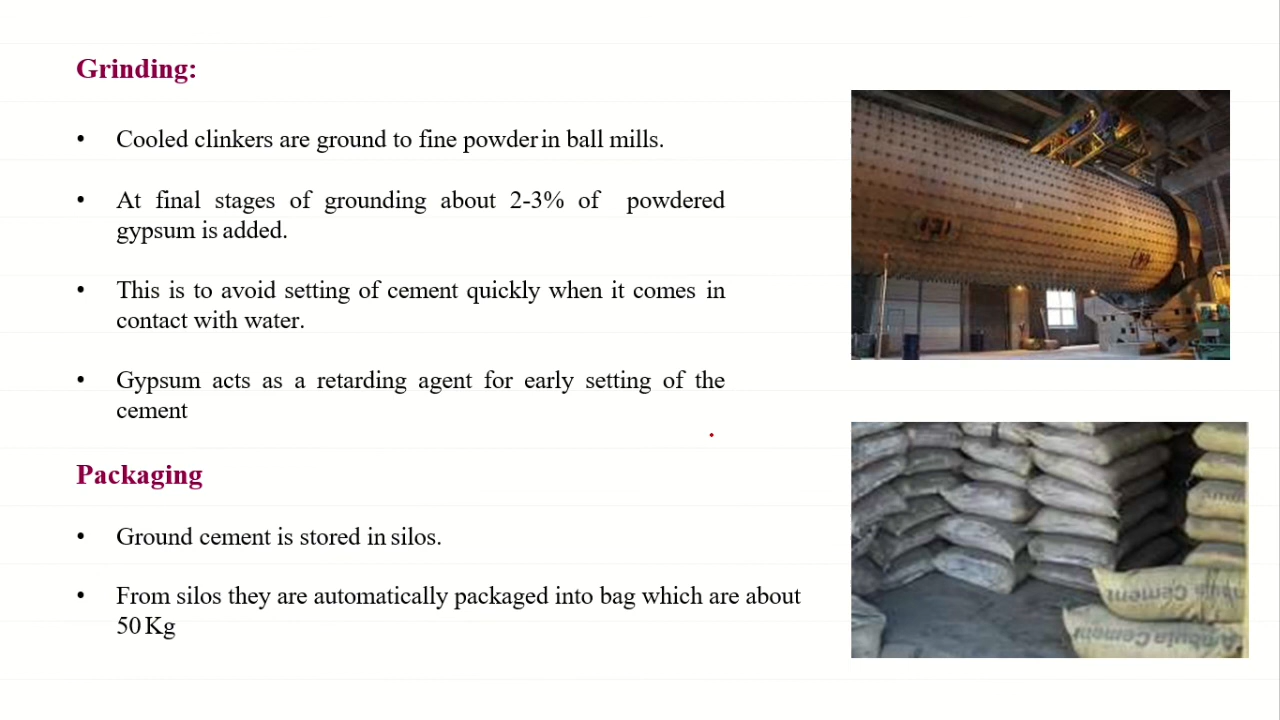 Grinding:
• Cooled clinkers are ground to fine powder in ball mills.
• At final stages of grounding about 2-3% of powdered
gypsum is added.
• This is to avoid setting of cement quickly when it comes in
contact with water.
• Gypsum acts as a retarding agent for early setting of the
cement
Packaging
• Ground cement is stored in silos.
• From silos they are automatically packaged into bag which are about
50 Kg
Cement
Ambuja Cement